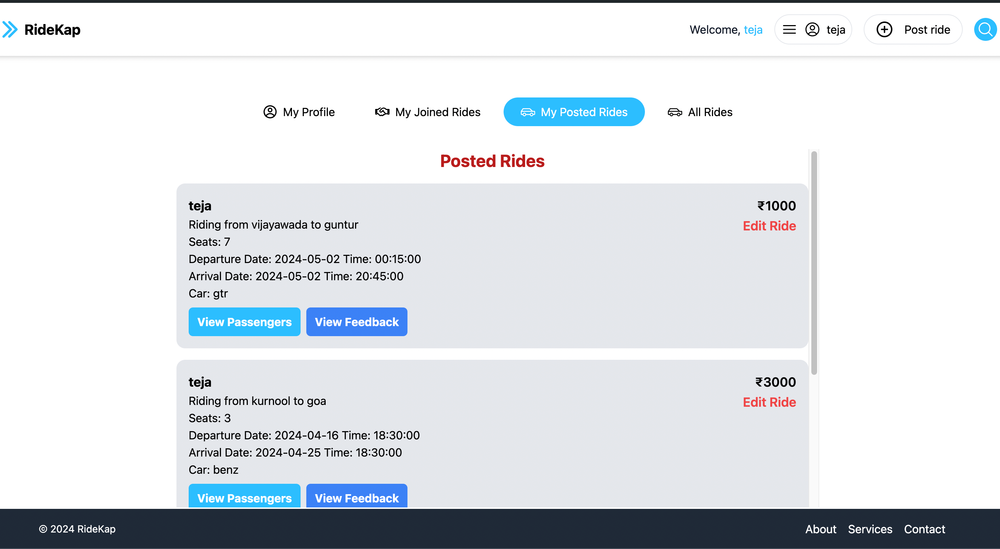 RideKap
Welcome, teja
teja
Post ride
My Profile
My Joined Rides
My Posted Rides
All Rides
Posted Rides
teja
₹1000
Riding from vijayawada to guntur
Edit Ride
Seats: 7
Departure Date: 2024-05-02 Time: 00:15:00
Arrival Date: 2024-05-02 Time: 20:45:00
Car: gtr
View Passengers
View Feedback
teja
₹3000
Riding from kurnool to goa
Edit Ride
Seats: 3
Departure Date: 2024-04-16 Time: 18:30:00
Arrival Date: 2024-04-25 Time: 18:30:00
Car: benz
View Passengers
View Feedback
© 2024 RideKap
About
Services
Contact